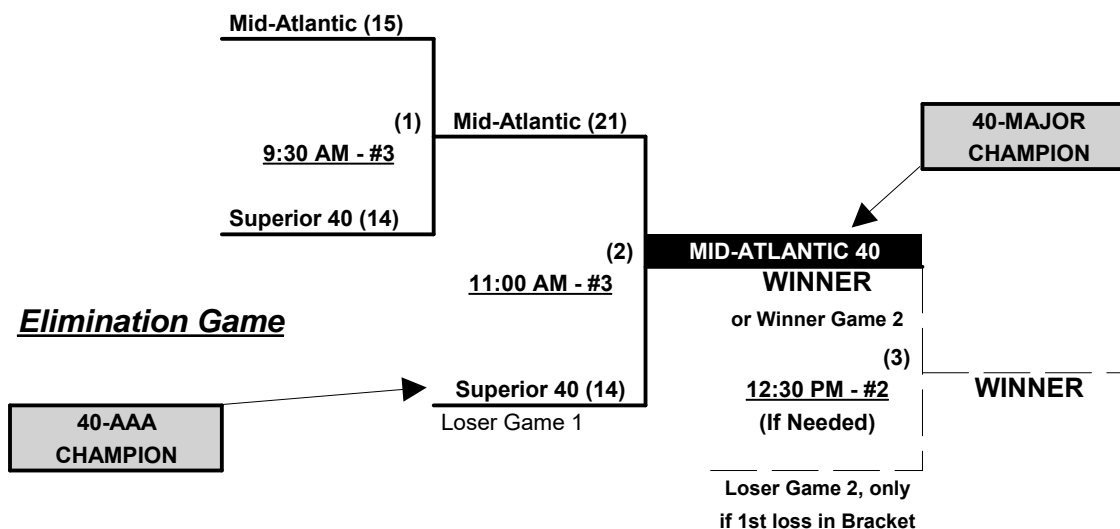 Mid-Atlantic (15)
(1)
Mid-Atlantic (21)
40-MAJOR
CHAMPION
9:30 AM - #3
Superior 40 (14)
(2)
MID-ATLANTIC 40
11:00 AM - #3
WINNER
or Winner Game 2
Elimination Game
(3)
Superior 40 (14)
12:30 PM - #2
WINNER
40-AAA
CHAMPION
Loser Game 1
(If Needed)
Loser Game 2, only
if 1st loss in Bracket